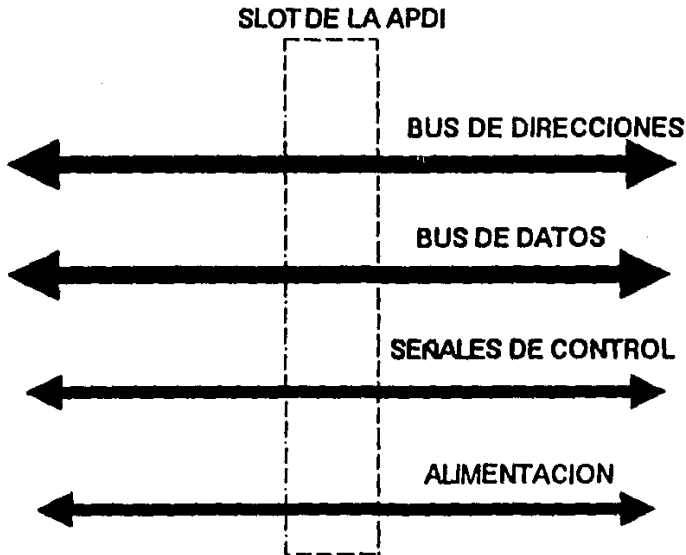 SLOT DE LA APDI
BUS DE DIRECCIONES
BUS DE DATOS
SEÑALES DE CONTROL
ALIMENTACION